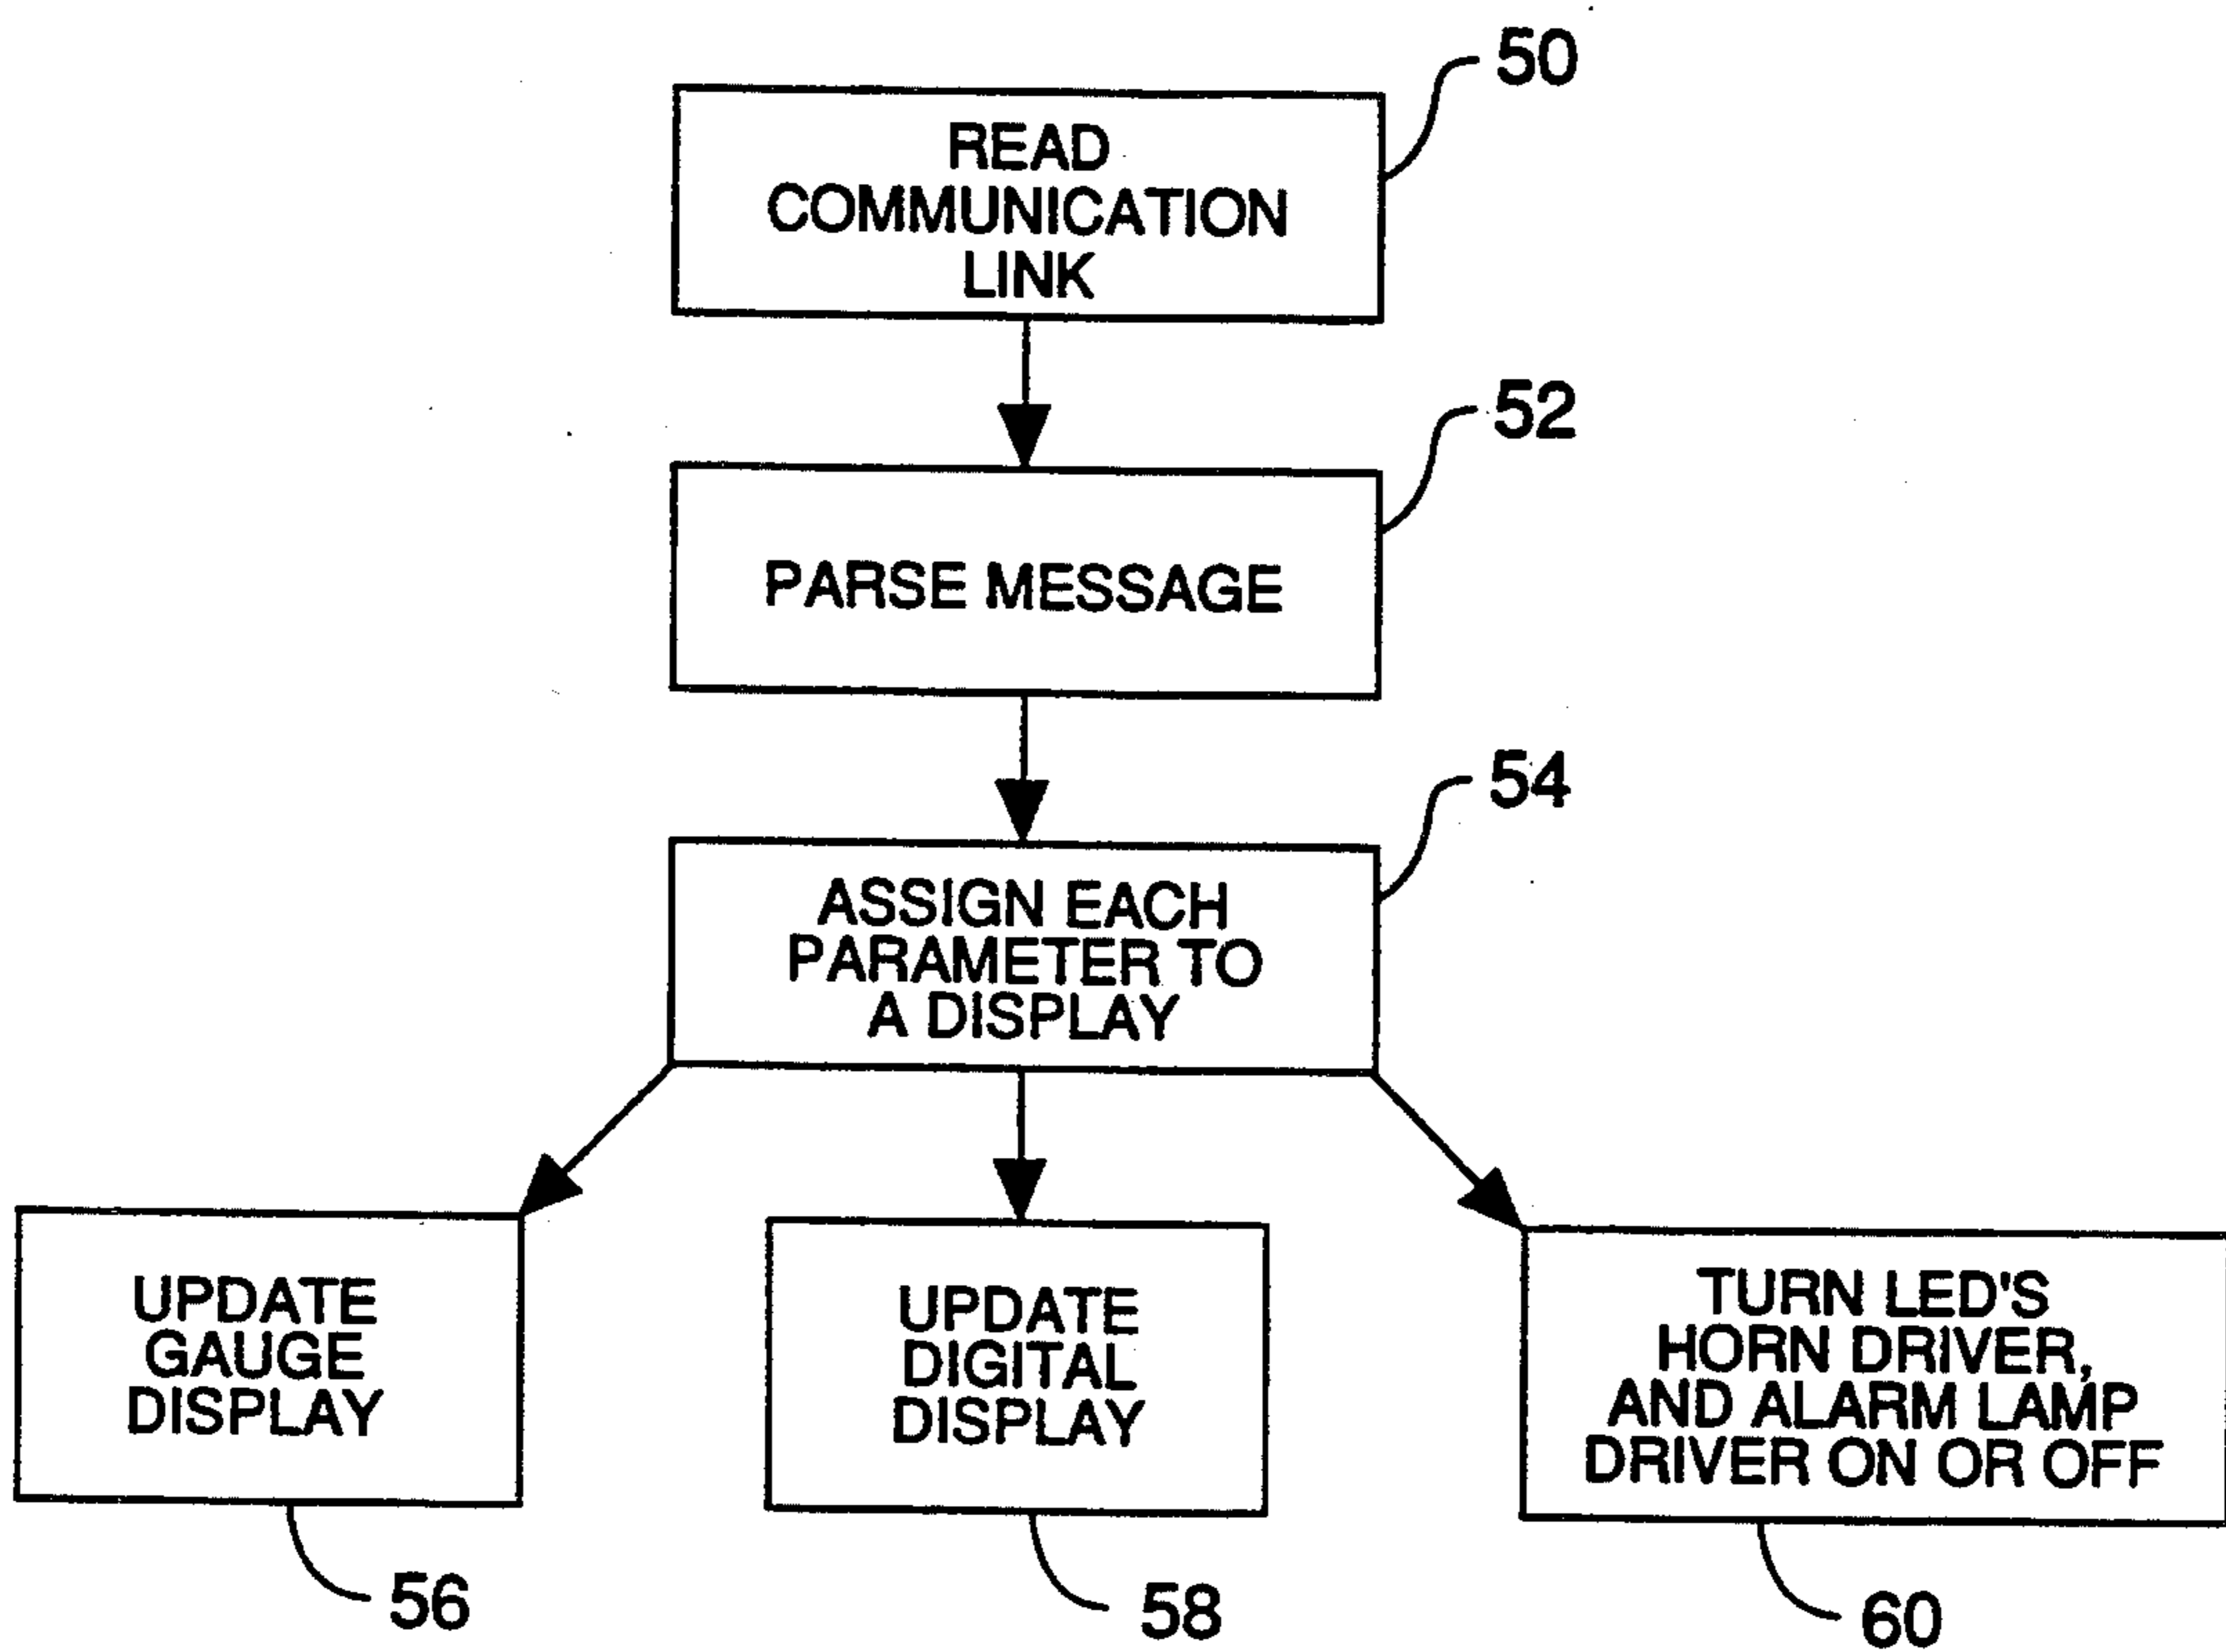 50
READ
COMMUNICATION
LINK
52
PARSE MESSAGE
54
ASSIGN EACH
PARAMETER TO
A DISPLAY
UPDATE
GAUGE
DISPLAY
56
UPDATE
DIGITAL
DISPLAY
58
TURN LED'S
HORN DRIVER,
AND ALARM LAMP
DRIVER ON OR OFF
60